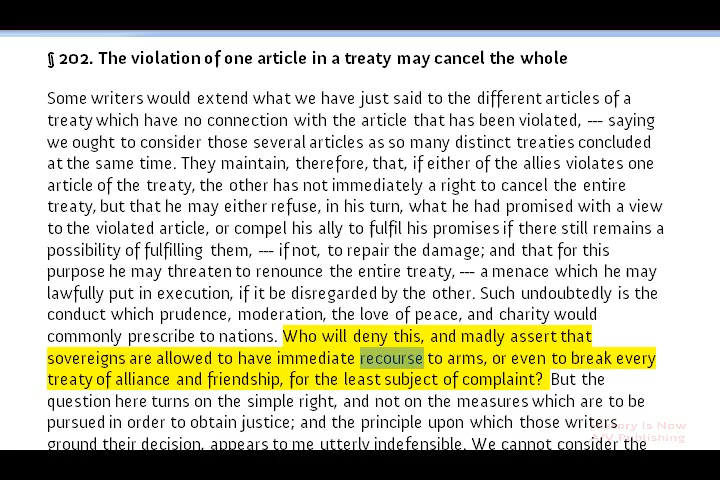 § 202. The violation of one article in a treaty may cancel the whole
Some writers would extend what we have just said to the different articles of a
treaty which have no connection with the article that has been violated, --- saying
we ought to consider those several articles as so many distinct treaties concluded
at the same time. They maintain, therefore, that, if either of the allies violates one
article of the treaty, the other has not immediately a right to cancel the entire
treaty, but that he may either refuse, in his turn, what he had promised with a view
to the violated article, or compel his ally to fulfil his promises if there still remains a
possibility of fulfilling them, --- if not, to repair the damage; and that for this
purpose he may threaten to renounce the entire treaty, --- a menace which he may
lawfully put in execution, if it be disregarded by the other. Such undoubtedly is the
conduct which prudence, moderation, the love of peace, and charity would
commonly prescribe to nations. Who will deny this, and madly assert that
sovereigns are allowed to have immediate recourse to arms, or even to break every
treaty of alliance and friendship, for the least subject of complaint? But the
question here turns on the simple right, and not on the measures which are to be
pursued in order to obtain justice; and the principle upon which those writers
ground their decision, appears to me utterly indefensible. We cannot consider the
History Is Now
MV Publishing